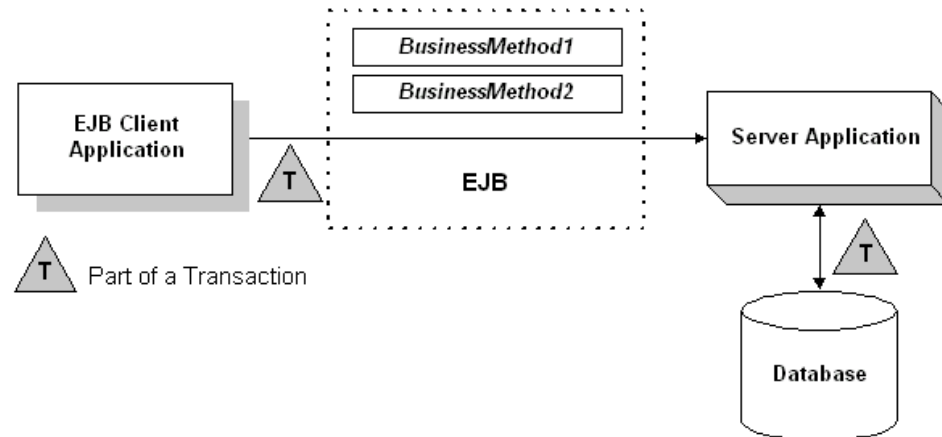 BusinessMethod1
BusinessMethod2
EJB Client
Application
Server Application
T
EJB
T
T
Part of a Transaction
Database